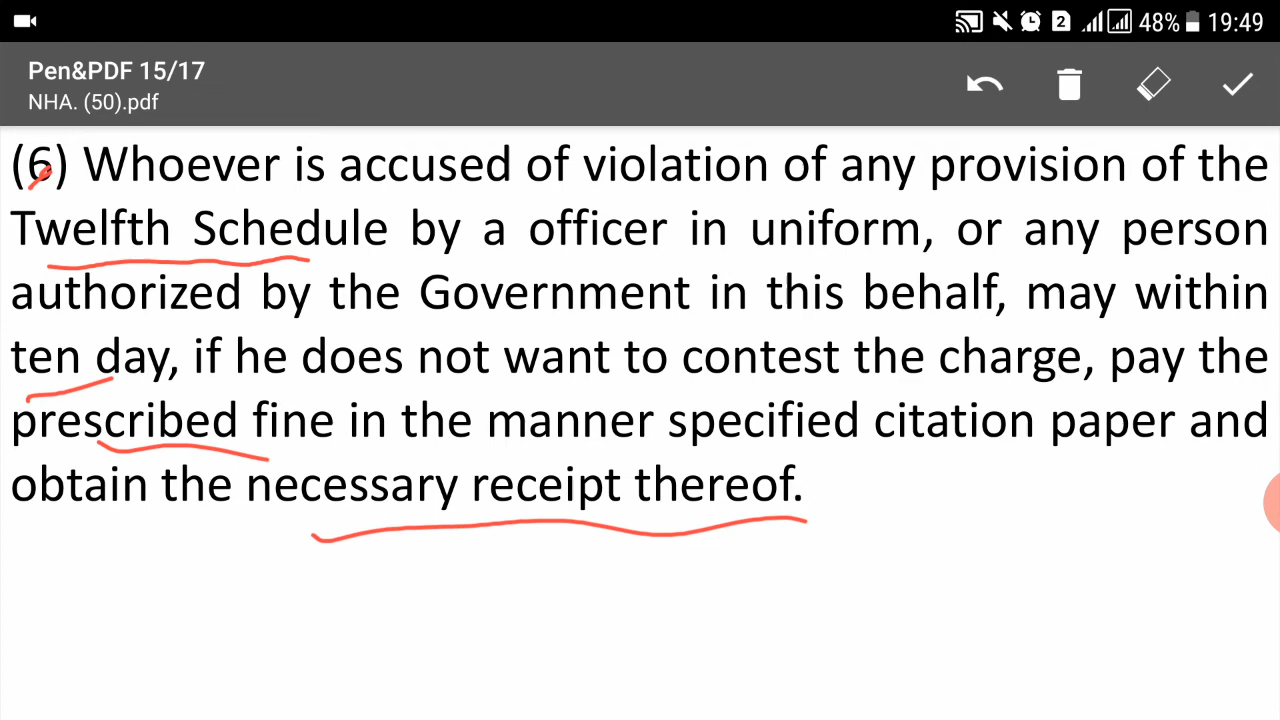 48% 19:49
Pen&PDF 15/17
NHA. (50).pdf
(6) Whoever is accused of violation of any provision of the
Twelfth Schedule by a officer in uniform, or any person
authorized by the Government in this behalf, may within
ten day, if he does not want to contest the charge, pay the
prescribed fine in the manner specified citation paper and
obtain the necessary receipt thereof.